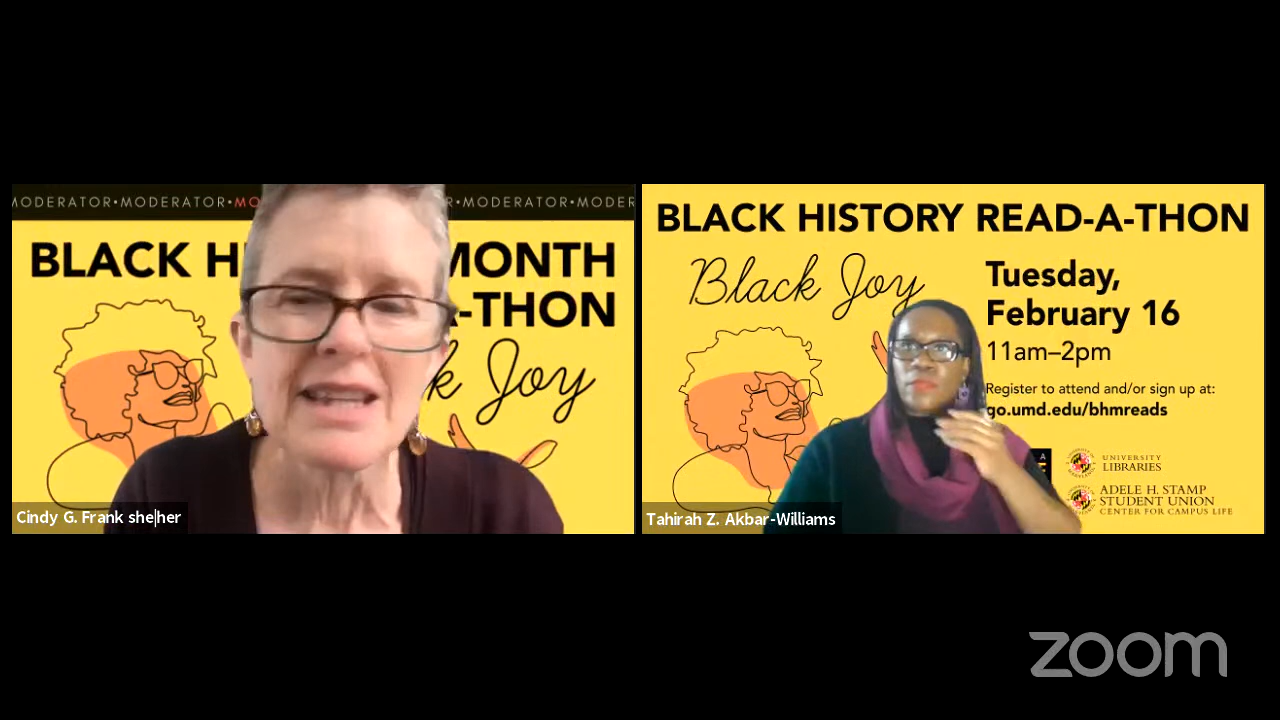 MODERATOR•MODERATOR•MO
R•MODERATOR•MODER
BLACK HI MONTH
A-THON
k Joy
Cindy G. Frank she|her
BLACK HISTORY READ-A-THON
Black Joy
Tuesday,
February 16
11am–2pm
Register to attend and/or sign up at:
go.umd.edu/bhmreads
UNIVERSITY
LIBRARIES
ADELE H. STAMP
STUDENT UNION
CENTER FOR CAMPUS LIFE
Tahirah Z. Akbar-Williams
zoom